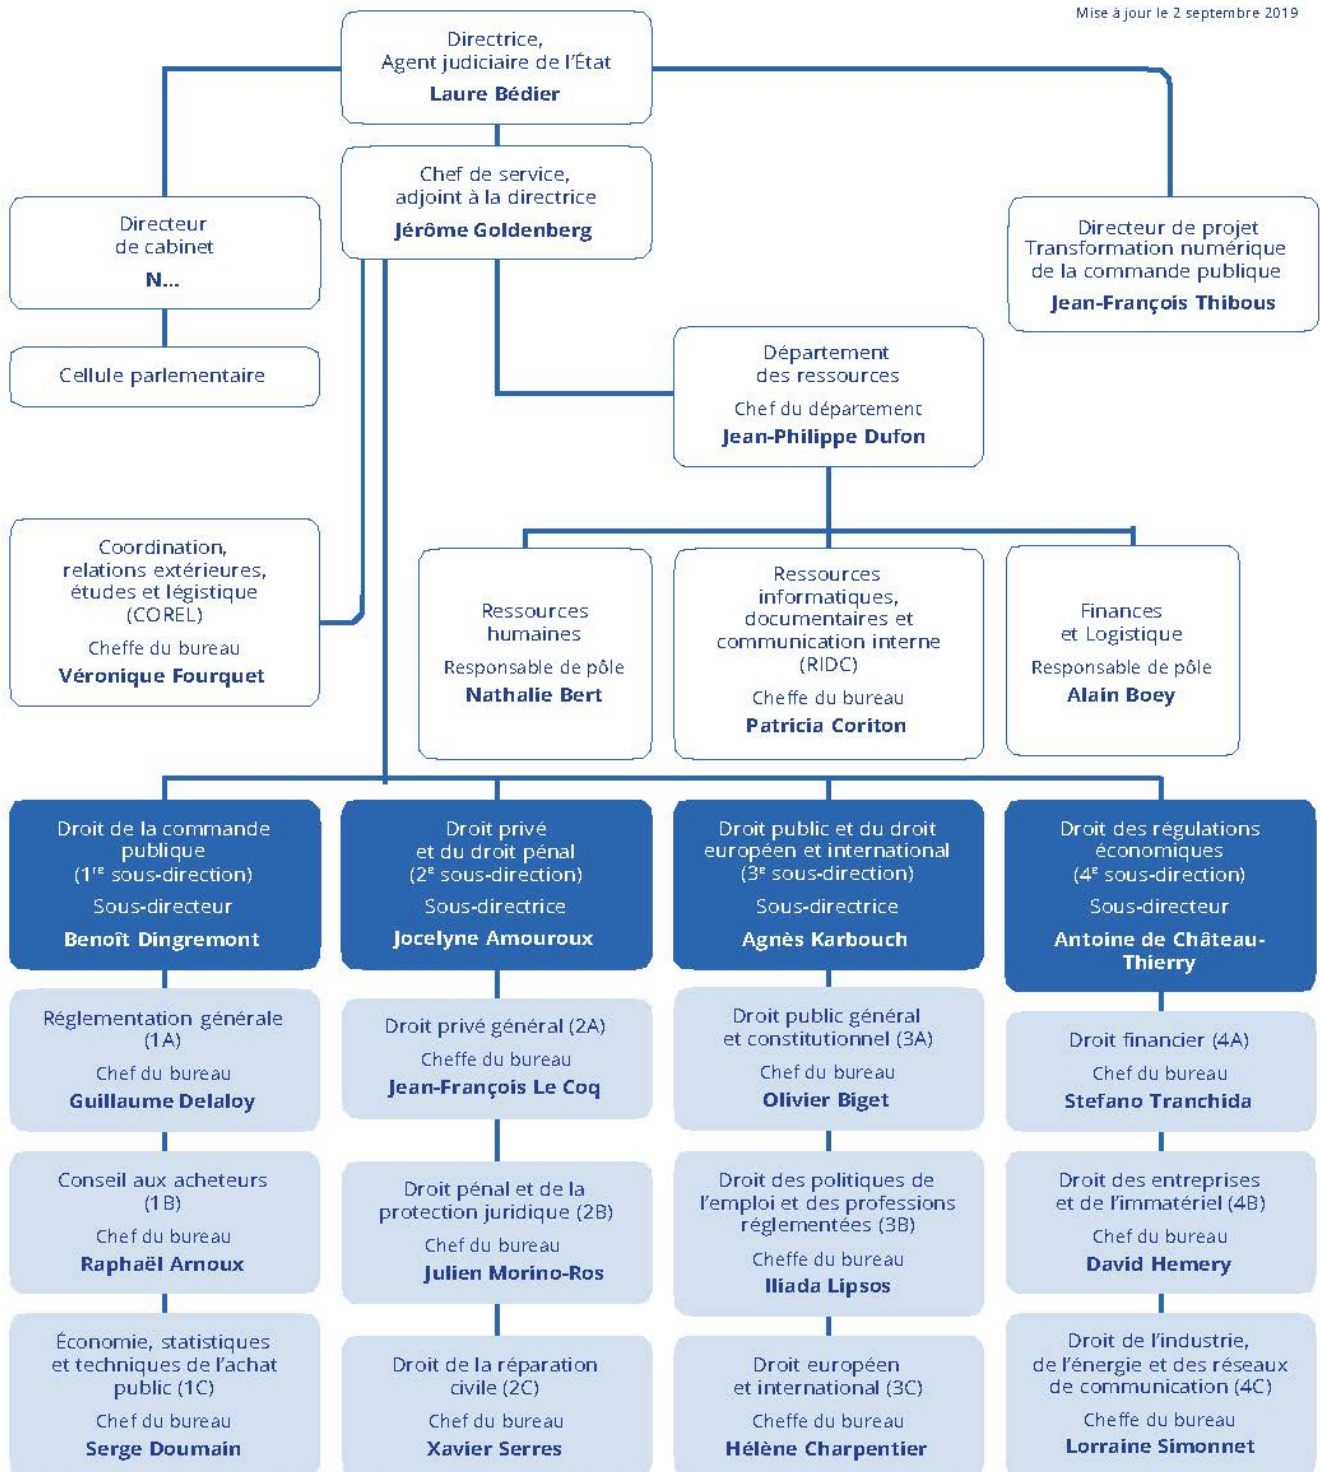 Mise à jour le 2 septembre 2019
Directrice,
Agent judiciaire de l'État
Laure Bédier
Chef de service,
adjoint à la directrice
Jérôme Goldenberg
Directeur
de cabinet
N...
Directeur de projet
Transformation numérique
de la commande publique
Jean-François Thibous
Cellule parlementaire
Département
des ressources
Chef du département
Jean-Philippe Dufon
Coordination,
relations extérieures,
études et légistique
(COREL)
Cheffe du bureau
Véronique Fourquet
Ressources
humaines
Responsable de pôle
Nathalie Bert
Ressources
informatiques,
documentaires et
communication interne
(RIDC)
Cheffe du bureau
Patricia Coriton
Finances
et Logistique
Responsable de pôle
Alain Boey
Droit de la commande
publique
(1re sous-direction)
Sous-directeur
Benoît Dingremont
Droit privé
et du droit pénal
(2e sous-direction)
Sous-directrice
Jocelyne Amouroux
Droit public et du droit
européen et international
(3e sous-direction)
Sous-directrice
Agnès Karbouch
Droit des régulations
économiques
(4e sous-direction)
Sous-directeur
Antoine de Château-
Thierry
Réglementation générale
(1A)
Chef du bureau
Guillaume Delaloy
Droit privé général (2A)
Cheffe du bureau
Jean-François Le Coq
Droit public général
et constitutionnel (3A)
Chef du bureau
Olivier Biget
Droit financier (4A)
Chef du bureau
Stefano Tranchida
Conseil aux acheteurs
(1B)
Chef du bureau
Raphaël Arnoux
Droit pénal et de la
protection juridique (2B)
Chef du bureau
Julien Morino-Ros
Droit des politiques de
l'emploi et des professions
réglementées (3B)
Cheffe du bureau
Iliada Lipsos
Droit des entreprises
et de l'immatériel (4B)
Chef du bureau
David Hemery
Économie, statistiques
et techniques de l'achat
public (1C)
Chef du bureau
Serge Doumain
Droit de la réparation
civile (2C)
Chef du bureau
Xavier Serres
Droit européen
et international (3C)
Cheffe du bureau
Hélène Charpentier
Droit de l'industrie,
de l'énergie et des réseaux
de communication (4C)
Cheffe du bureau
Lorraine Simonnet